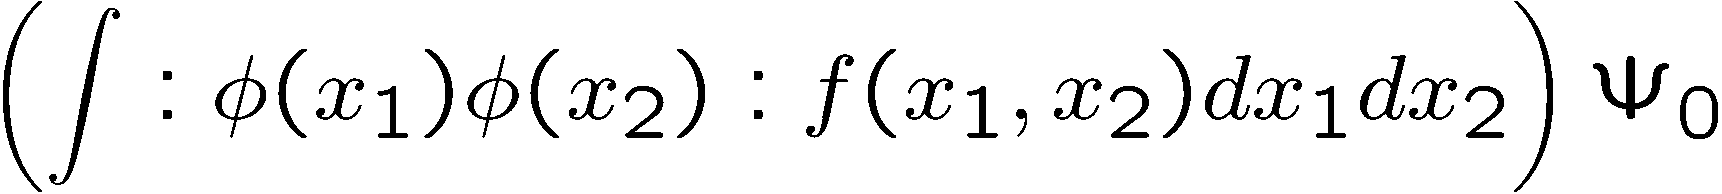 (∫ : ϕ(x₁)ϕ(x₂) : f(x₁, x₂)dx₁dx₂) Ψ₀